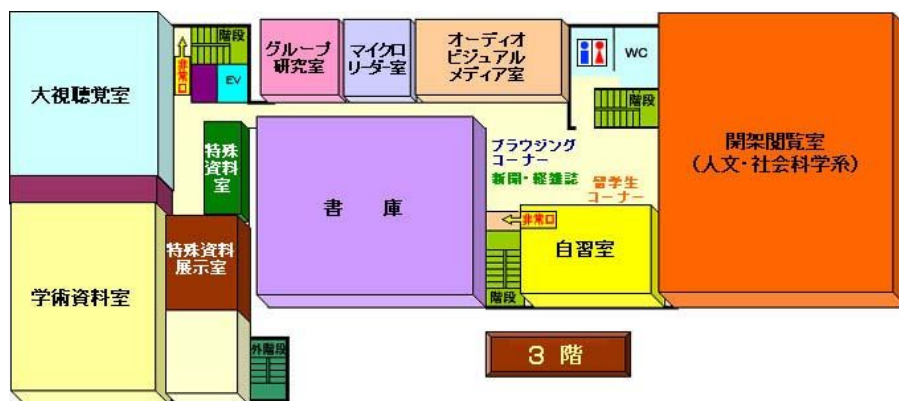 階段
非常口
EV
グループ
研究室
マイクロ
リーダー室
オーディオ
ビジュアル
メディア室
WC
階段
大視聴覚室
特殊
資料
室
書 庫
ブラウジング
コーナー
新聞・軽雑誌
留学生
コーナー
開架閲覧室
(人文・社会科学系)
非常口
自習室
階段
特殊資料
展示室
学術資料室
外階段
3 階